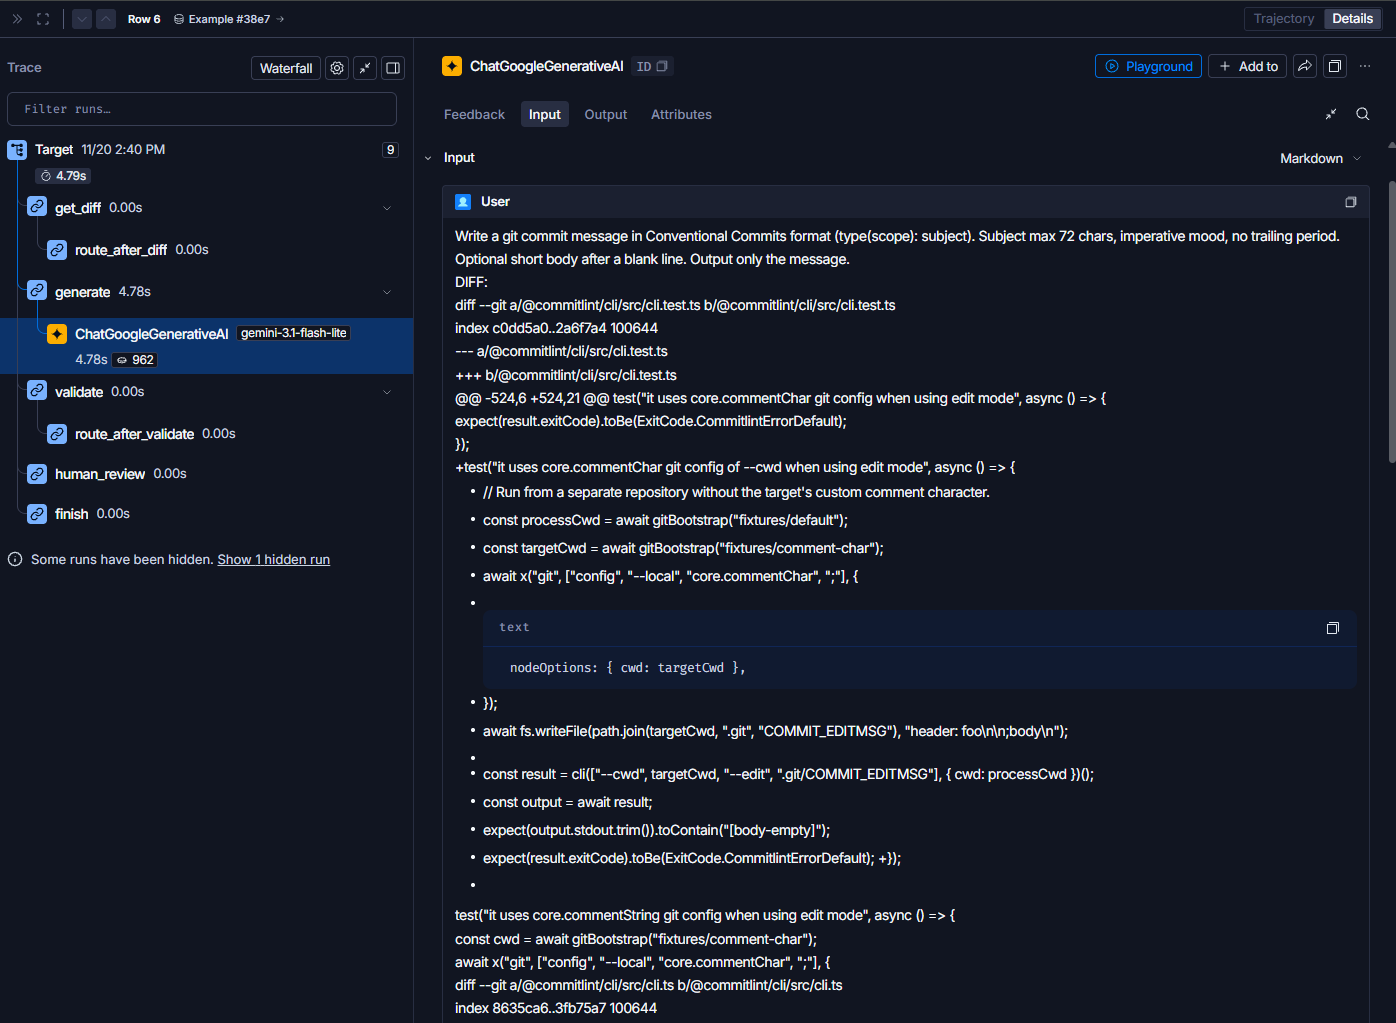 Row 6 Example #38e7 →
Trajectory Details
Trace Waterfall
Filter runs…
Target 11/20 2:40 PM 9
4.79s
get_diff 0.00s
route_after_diff 0.00s
generate 4.78s
ChatGoogleGenerativeAI gemini-3.1-flash-lite
4.78s 962
validate 0.00s
route_after_validate 0.00s
human_review 0.00s
finish 0.00s
Some runs have been hidden. Show 1 hidden run
ChatGoogleGenerativeAI ID
Playground + Add to
Feedback Input Output Attributes
Input Markdown
User
Write a git commit message in Conventional Commits format (type(scope): subject). Subject max 72 chars, imperative mood, no trailing period.
Optional short body after a blank line. Output only the message.
DIFF:
diff --git a/@commitlint/cli/src/cli.test.ts b/@commitlint/cli/src/cli.test.ts
index c0dd5a0..2a6f7a4 100644
--- a/@commitlint/cli/src/cli.test.ts
+++ b/@commitlint/cli/src/cli.test.ts
@@ -524,6 +524,21 @@ test("it uses core.commentChar git config when using edit mode", async () => {
expect(result.exitCode).toBe(ExitCode.CommitlintErrorDefault);
});
+test("it uses core.commentChar git config of --cwd when using edit mode", async () => {
• // Run from a separate repository without the target's custom comment character.
• const processCwd = await gitBootstrap("fixtures/default");
• const targetCwd = await gitBootstrap("fixtures/comment-char");
• await x("git", ["config", "--local", "core.commentChar", ";"], {
•
text
nodeOptions: { cwd: targetCwd },
• });
• await fs.writeFile(path.join(targetCwd, ".git", "COMMIT_EDITMSG"), "header: foo\n\n;body\n");
•
• const result = cli(["--cwd", targetCwd, "--edit", ".git/COMMIT_EDITMSG"], { cwd: processCwd })();
• const output = await result;
• expect(output.stdout.trim()).toContain("[body-empty]");
• expect(result.exitCode).toBe(ExitCode.CommitlintErrorDefault); +});
•
test("it uses core.commentString git config when using edit mode", async () => {
const cwd = await gitBootstrap("fixtures/comment-char");
await x("git", ["config", "--local", "core.commentChar", ";"], {
diff --git a/@commitlint/cli/src/cli.ts b/@commitlint/cli/src/cli.ts
index 8635ca6..3fb75a7 100644